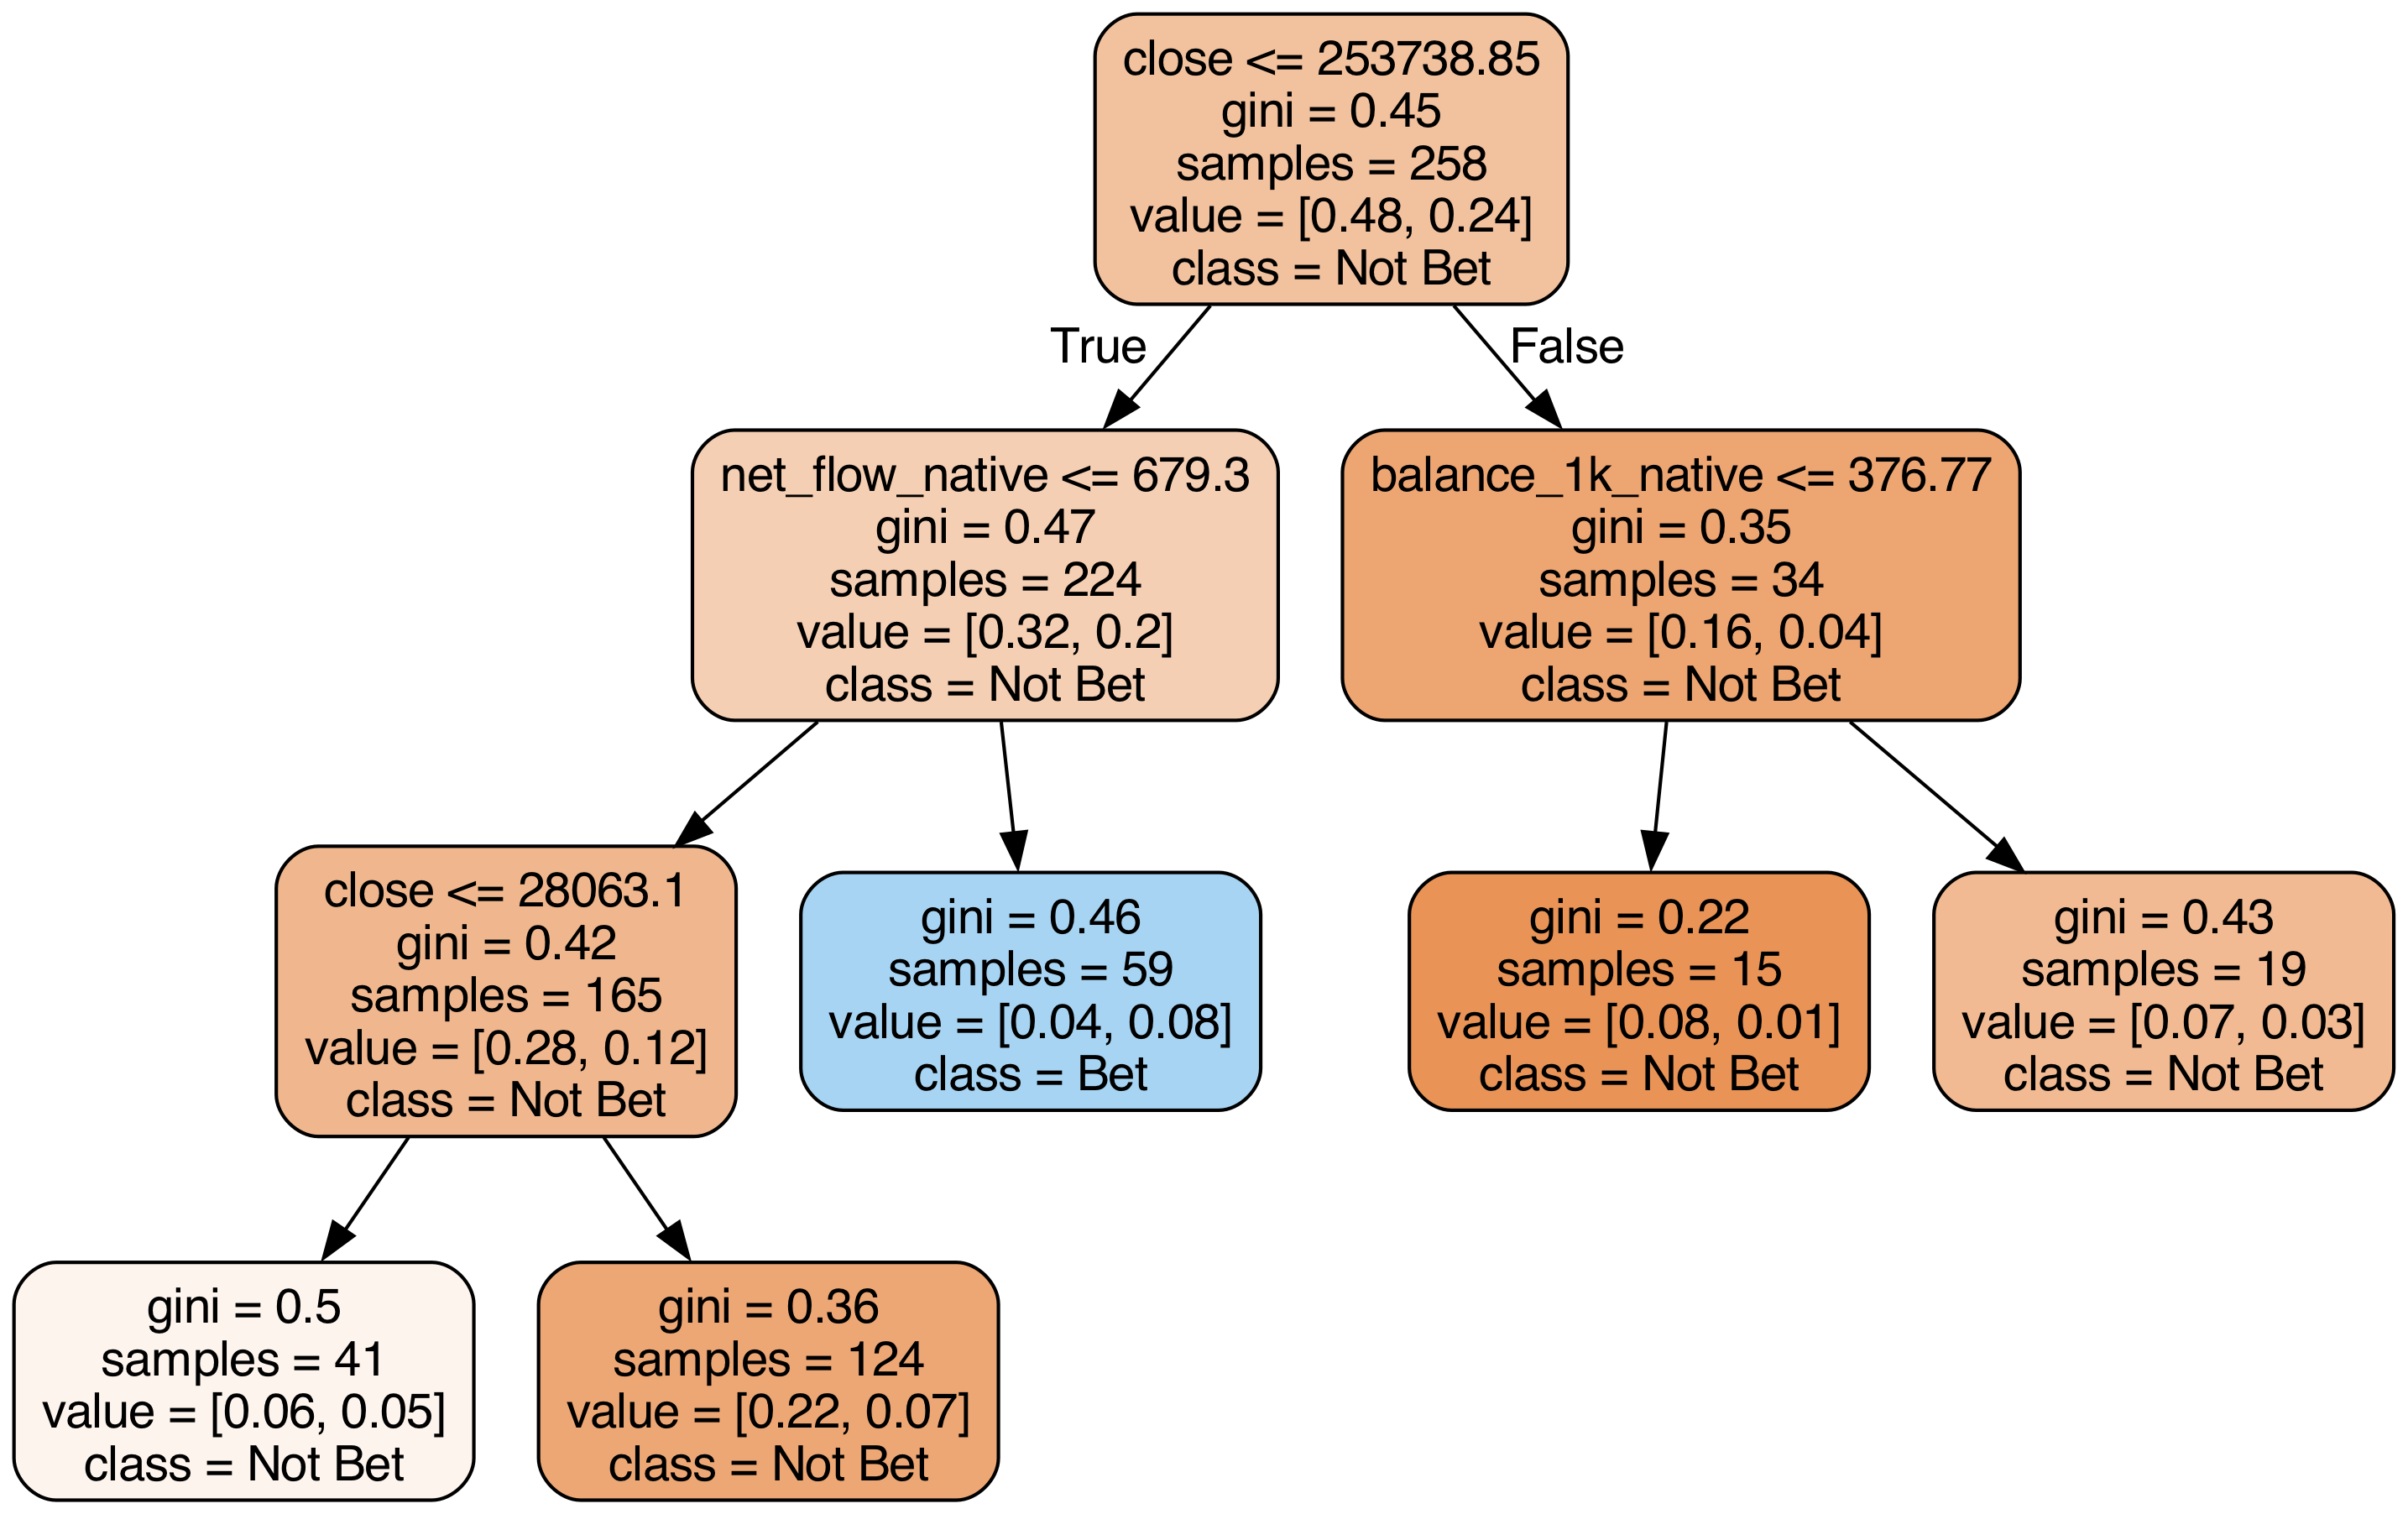 close <= 253738.85
gini = 0.45
samples = 258
value = [0.48, 0.24]
class = Not Bet
True
False
net_flow_native <= 679.3
gini = 0.47
samples = 224
value = [0.32, 0.2]
class = Not Bet
balance_1k_native <= 376.77
gini = 0.35
samples = 34
value = [0.16, 0.04]
class = Not Bet
close <= 28063.1
gini = 0.42
samples = 165
value = [0.28, 0.12]
class = Not Bet
gini = 0.46
samples = 59
value = [0.04, 0.08]
class = Bet
gini = 0.22
samples = 15
value = [0.08, 0.01]
class = Not Bet
gini = 0.43
samples = 19
value = [0.07, 0.03]
class = Not Bet
gini = 0.5
samples = 41
value = [0.06, 0.05]
class = Not Bet
gini = 0.36
samples = 124
value = [0.22, 0.07]
class = Not Bet